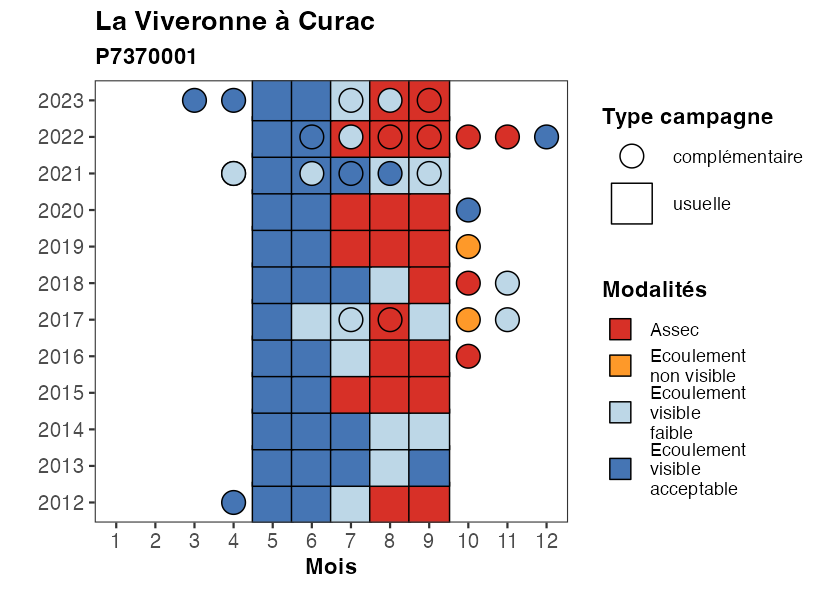 La Viveronne à Curac
P7370001
2023
2022
2021
2020
2019
2018
2017
2016
2015
2014
2013
2012
1 2 3 4 5 6 7 8 9 10 11 12
Mois
Type campagne
complémentaire
usuelle
Modalités
Assec
Ecoulement
non visible
Ecoulement
visible
faible
Ecoulement
visible
acceptable